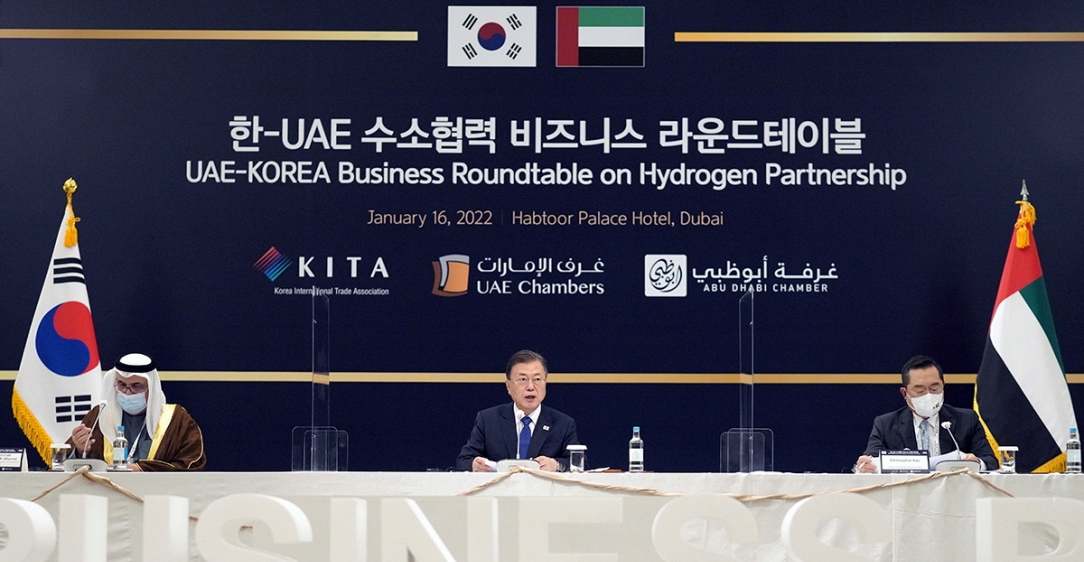 한-UAE 수소협력 비즈니스 라운드테이블
UAE-KOREA Business Roundtable on Hydrogen Partnership
January 16, 2022 | Habtoor Palace Hotel, Dubai
KITA
Korea International Trade Association
غرف الإمارات
UAE Chambers
غرفة أبوظبي
ABU DHABI CHAMBER
أبوظبي
BUSINESS R